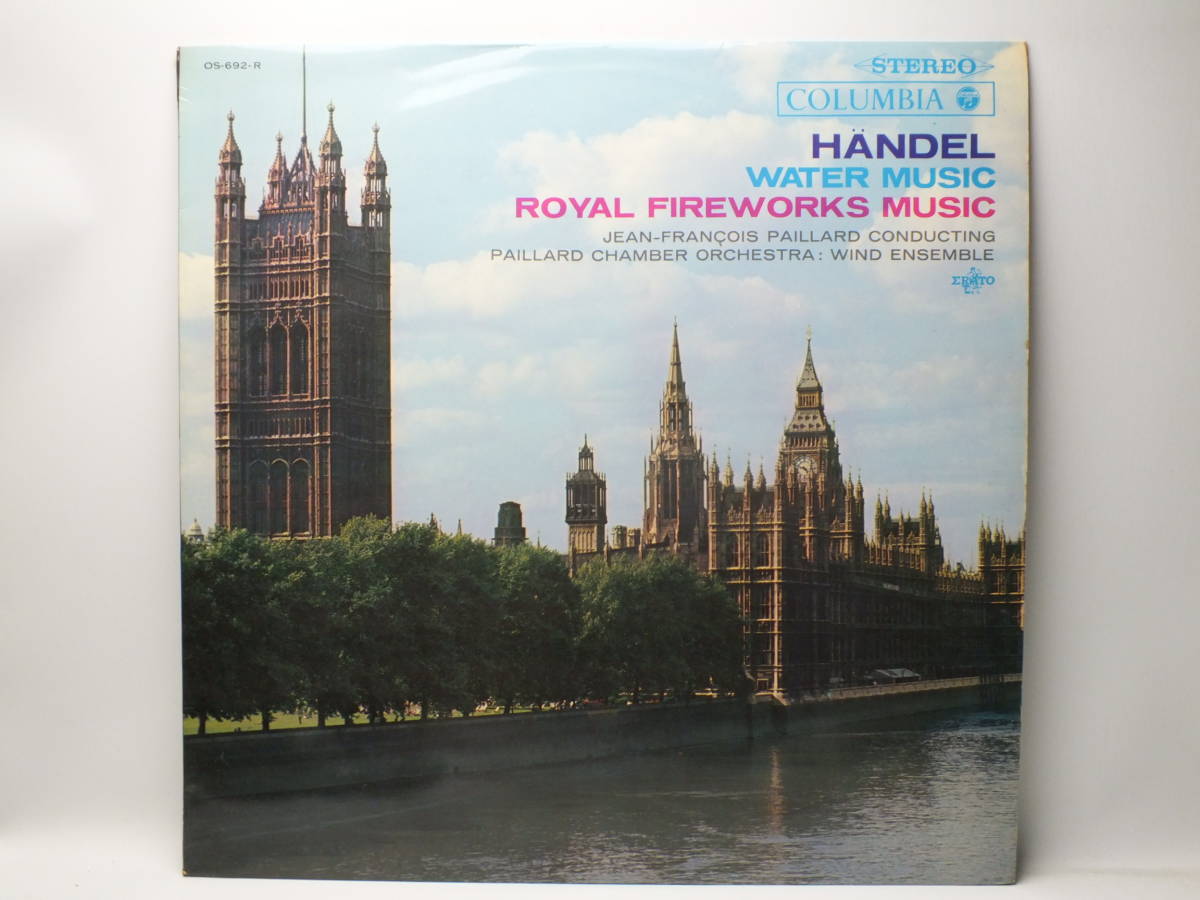 OS-692-R
STEREO
COLUMBIA
HÄNDEL
WATER MUSIC
ROYAL FIREWORKS MUSIC
JEAN-FRANÇOIS PAILLARD CONDUCTING
PAILLARD CHAMBER ORCHESTRA: WIND ENSEMBLE
ΣRATO